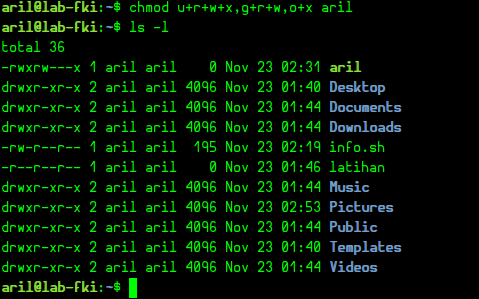 aril@lab-fki:~$ chmod u+r+w+x,g+r+w,o+x aril
aril@lab-fki:~$ ls -l
total 36
-rwxrw---x 1 aril aril    0 Nov 23 02:31 aril
drwxr-xr-x 2 aril aril 4096 Nov 23 01:40 Desktop
drwxr-xr-x 2 aril aril 4096 Nov 23 01:44 Documents
drwxr-xr-x 2 aril aril 4096 Nov 23 01:44 Downloads
-rw-r--r-- 1 aril aril  195 Nov 23 02:19 info.sh
-r--r--r-- 1 aril aril    0 Nov 23 01:46 latihan
drwxr-xr-x 2 aril aril 4096 Nov 23 01:44 Music
drwxr-xr-x 2 aril aril 4096 Nov 23 02:53 Pictures
drwxr-xr-x 2 aril aril 4096 Nov 23 01:44 Public
drwxr-xr-x 2 aril aril 4096 Nov 23 01:40 Templates
drwxr-xr-x 2 aril aril 4096 Nov 23 01:44 Videos
aril@lab-fki:~$